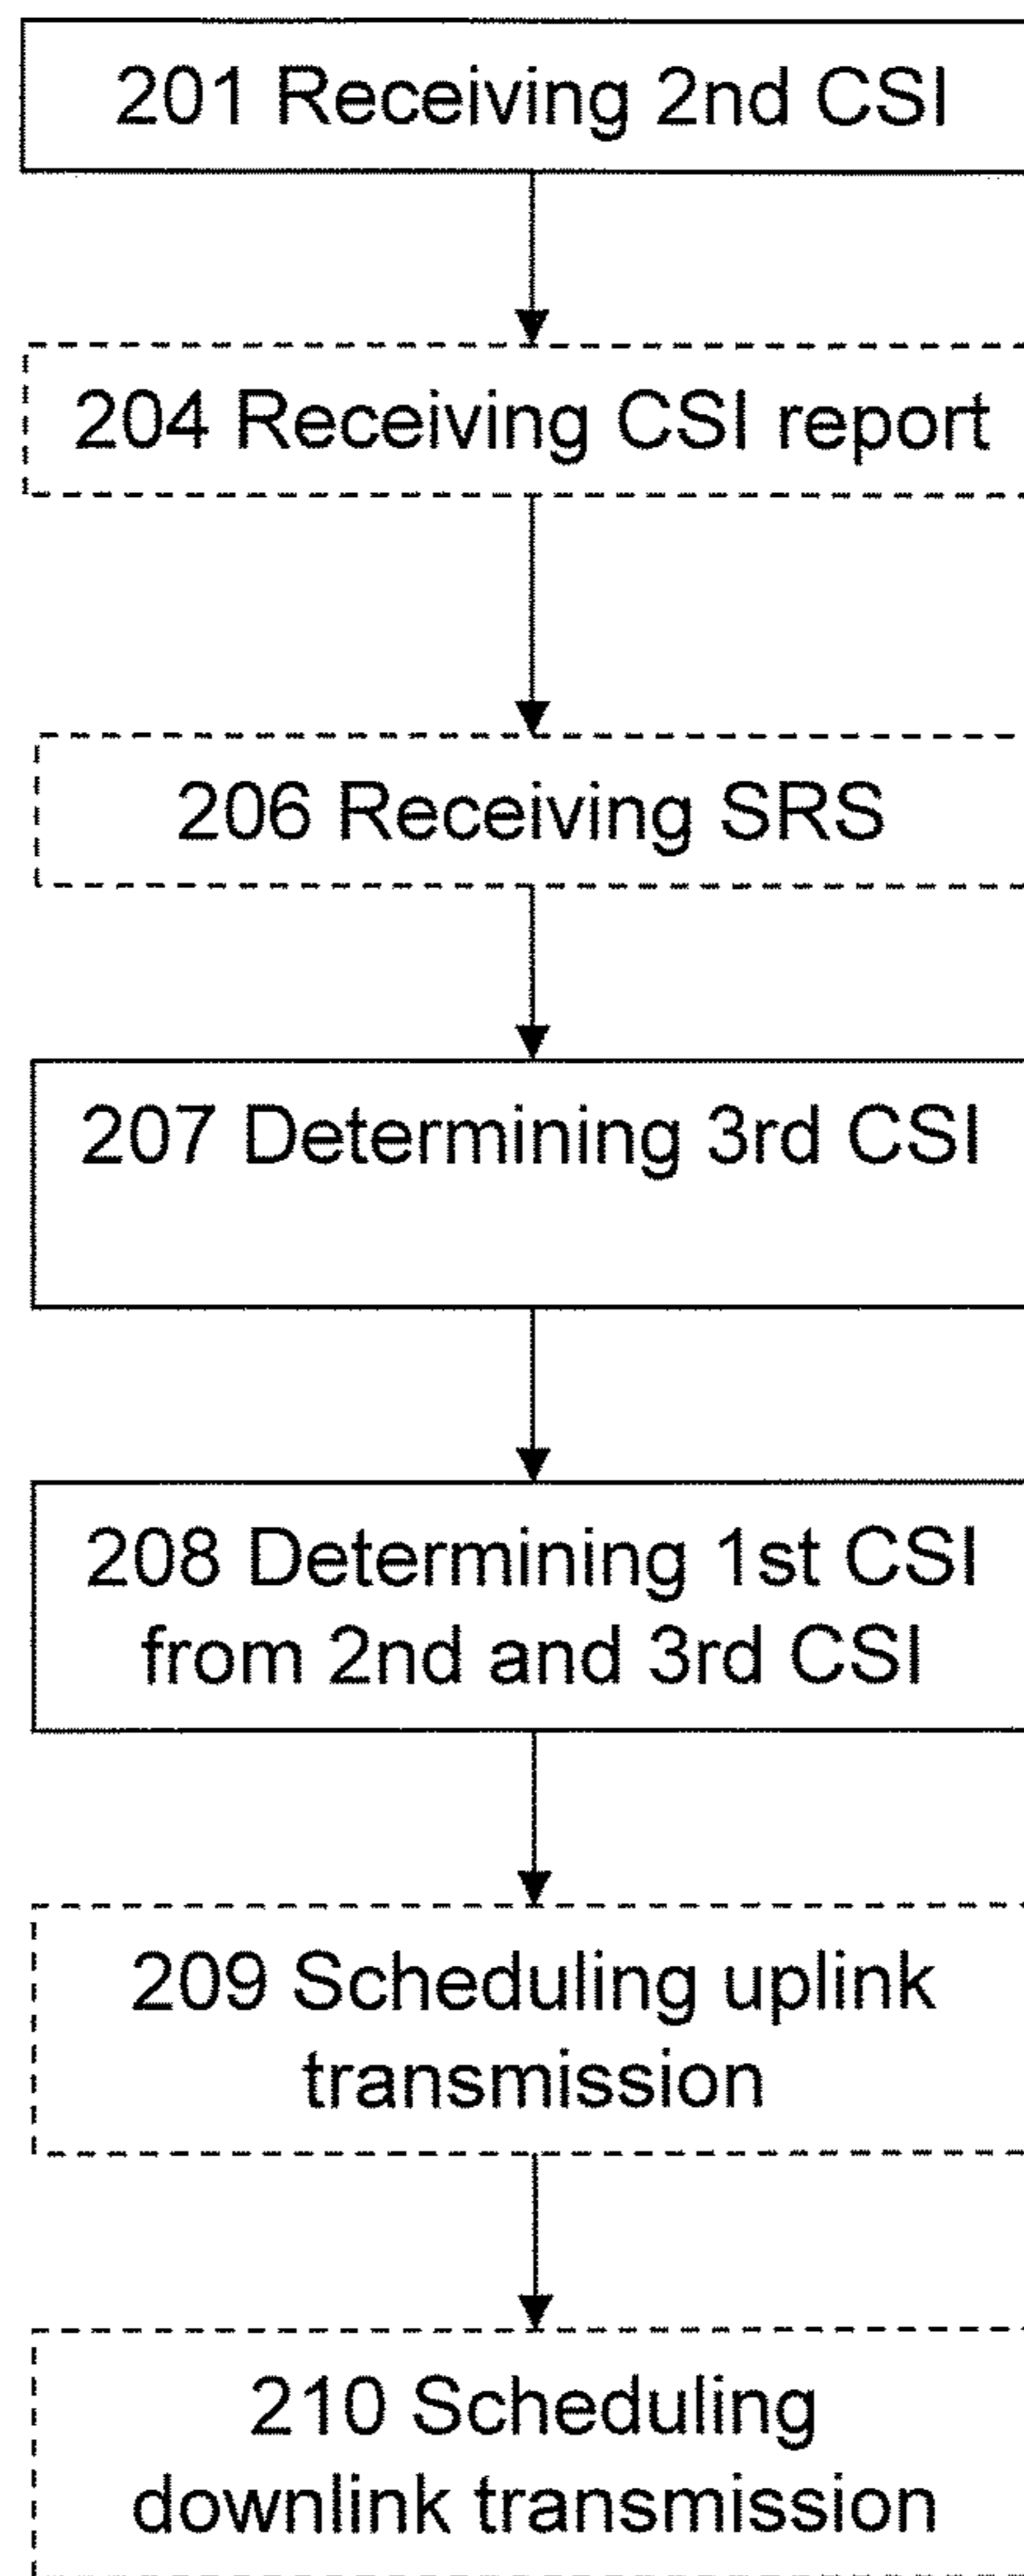 201 Receiving 2nd CSI
204 Receiving CSI report
206 Receiving SRS
207 Determining 3rd CSI
208 Determining 1st CSI
from 2nd and 3rd CSI
209 Scheduling uplink
transmission
210 Scheduling
downlink transmission